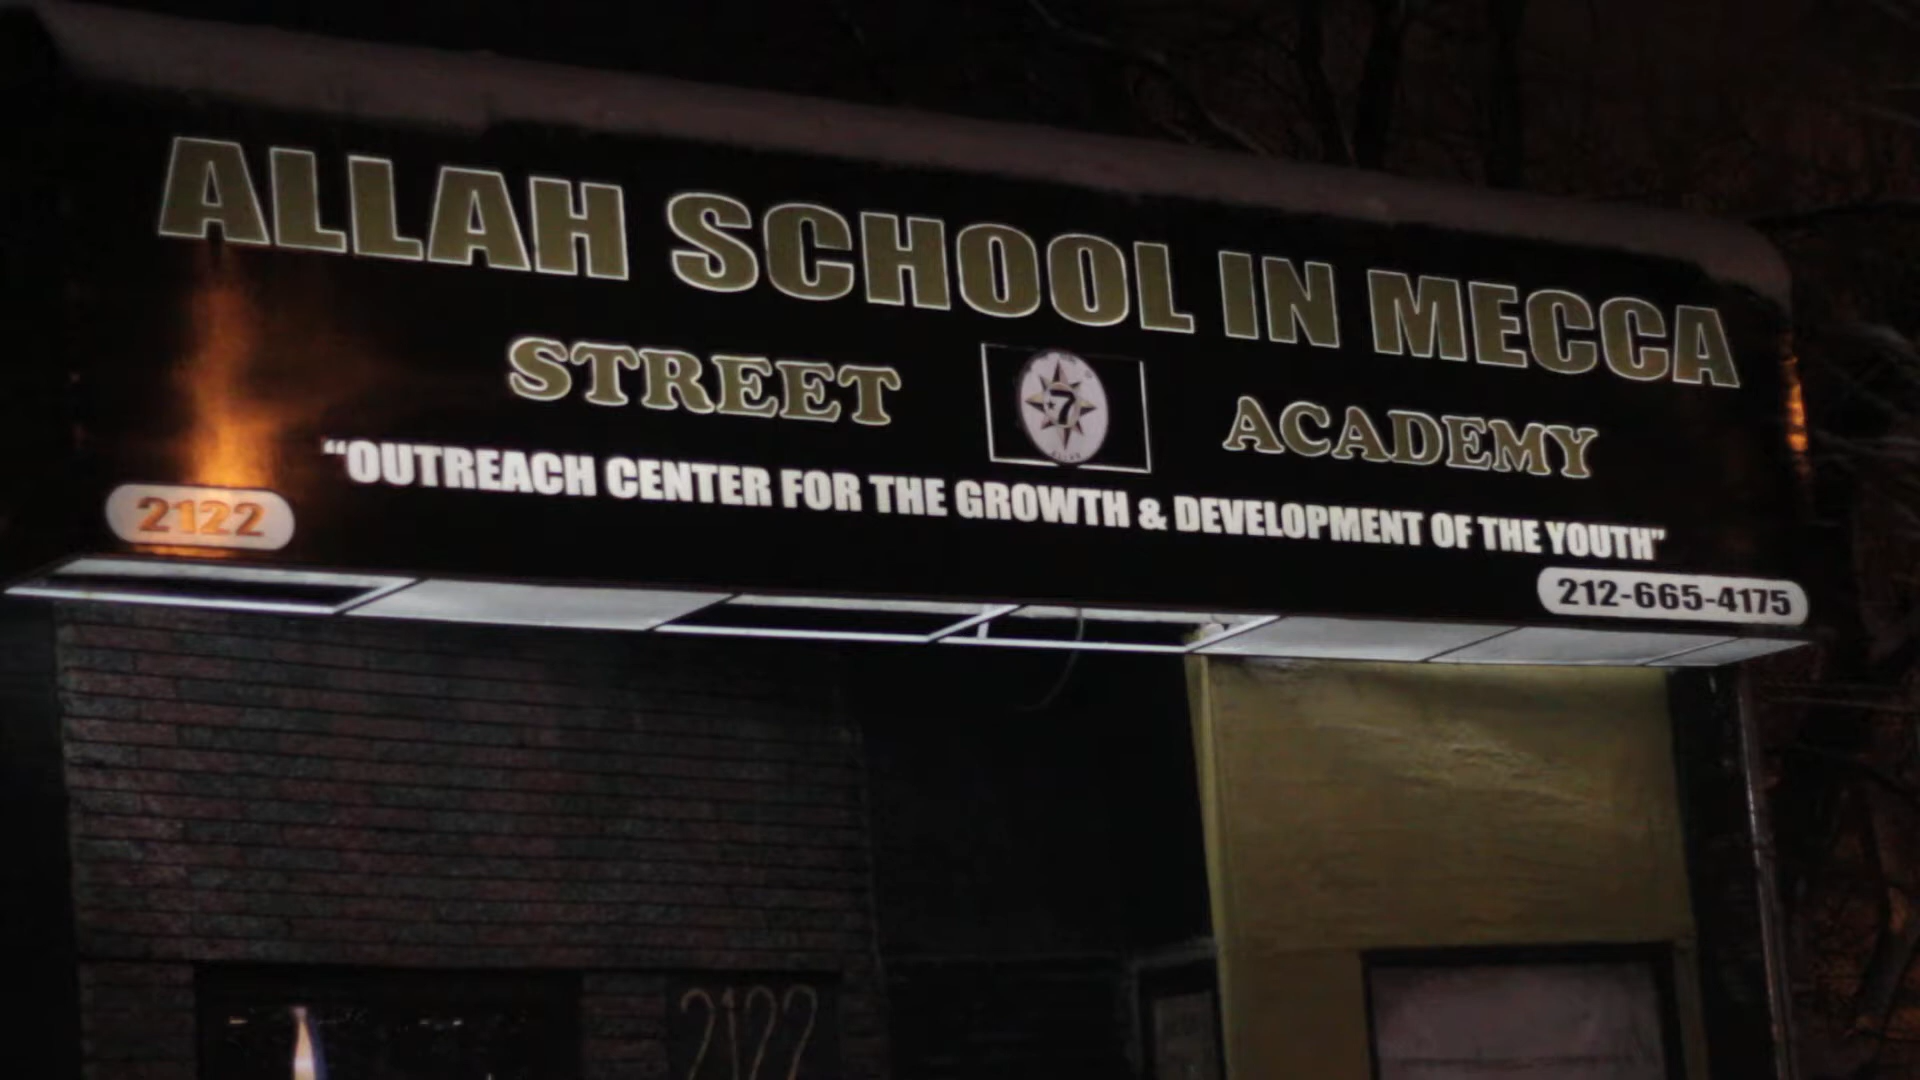 ALLAH SCHOOL IN MECCA
STREET 7 ACADEMY
"OUTREACH CENTER FOR THE GROWTH & DEVELOPMENT OF THE YOUTH"
2122
212-665-4175
2122